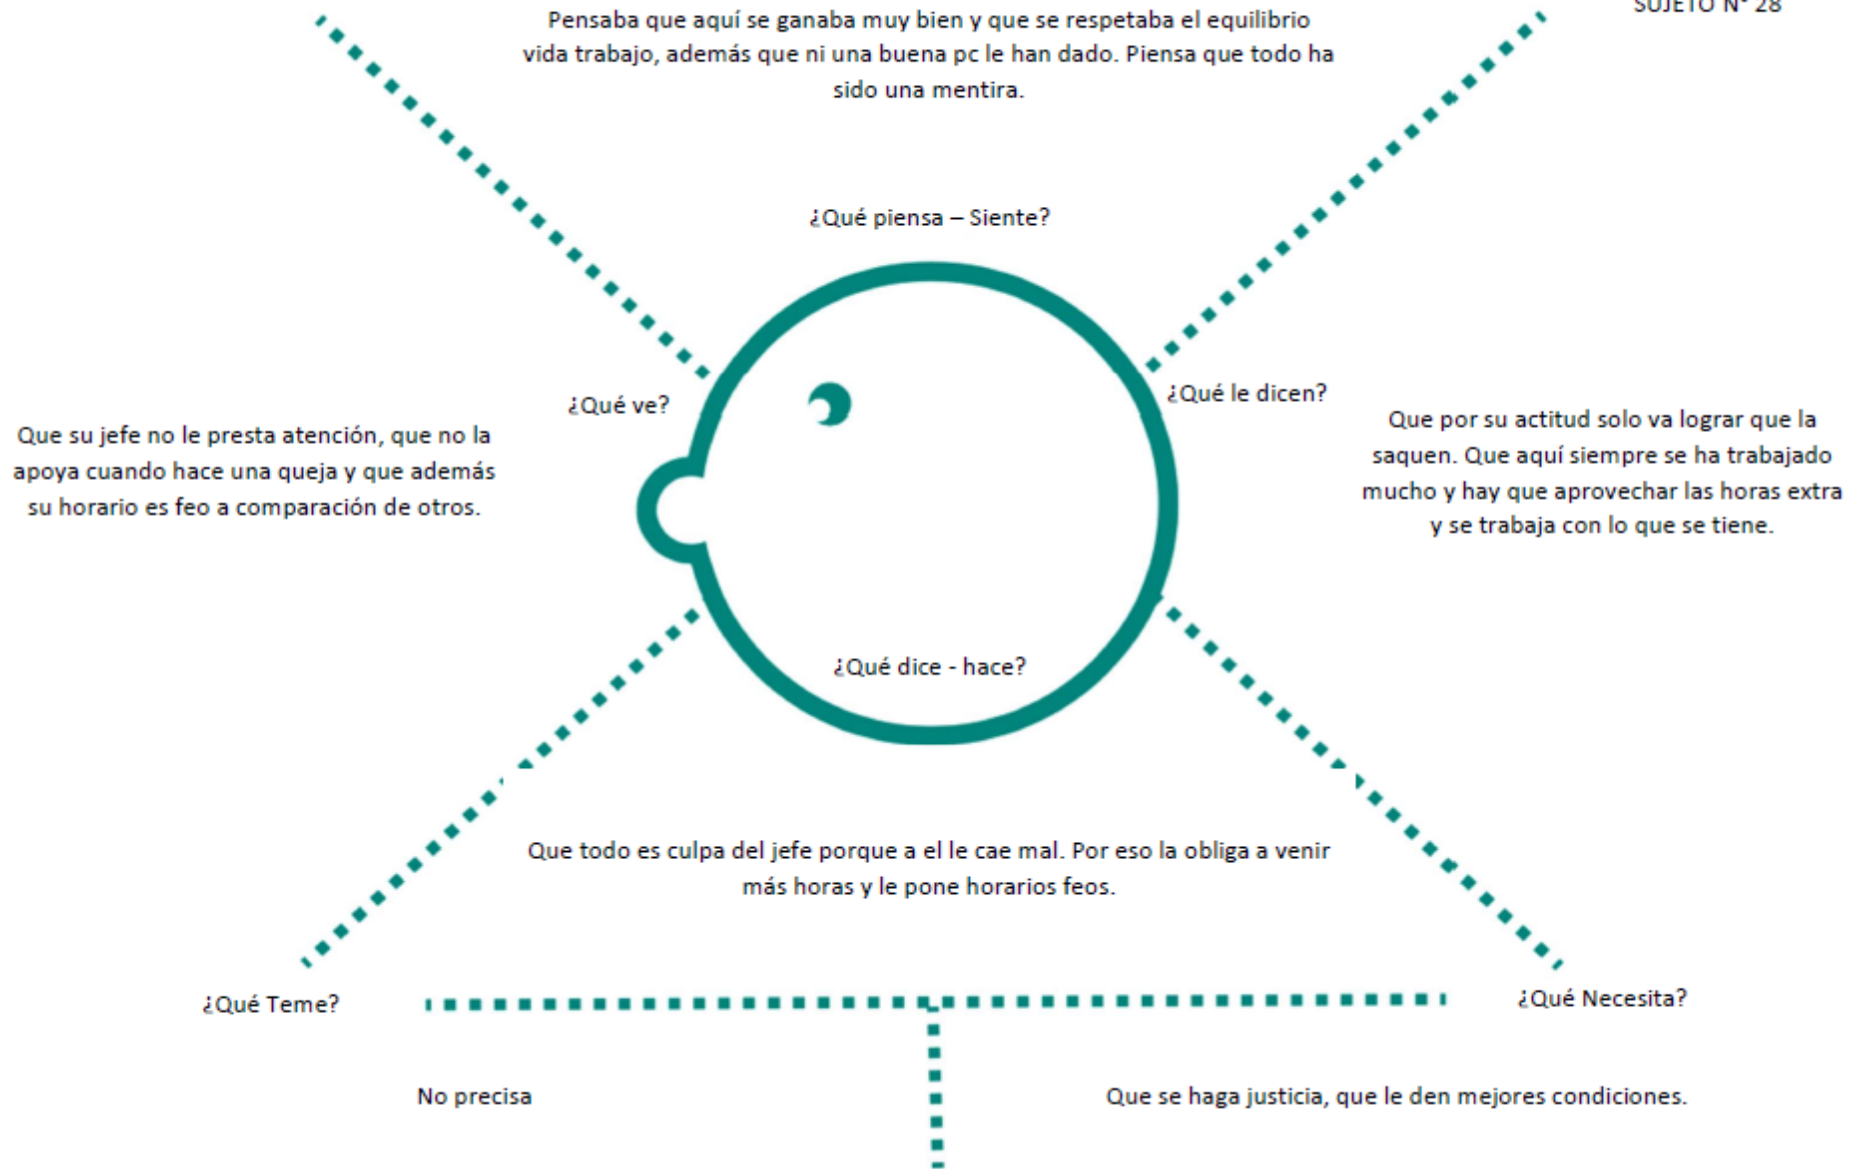 SUJETO N° 28
Pensaba que aquí se ganaba muy bien y que se respetaba el equilibrio
vida trabajo, además que ni una buena pc le han dado. Piensa que todo ha
sido una mentira.
¿Qué piensa – Siente?
¿Qué ve?
Que su jefe no le presta atención, que no la
apoya cuando hace una queja y que además
su horario es feo a comparación de otros.
¿Qué le dicen?
Que por su actitud solo va lograr que la
saquen. Que aquí siempre se ha trabajado
mucho y hay que aprovechar las horas extra
y se trabaja con lo que se tiene.
¿Qué dice - hace?
Que todo es culpa del jefe porque a el le cae mal. Por eso la obliga a venir
más horas y le pone horarios feos.
¿Qué Teme?
No precisa
¿Qué Necesita?
Que se haga justicia, que le den mejores condiciones.